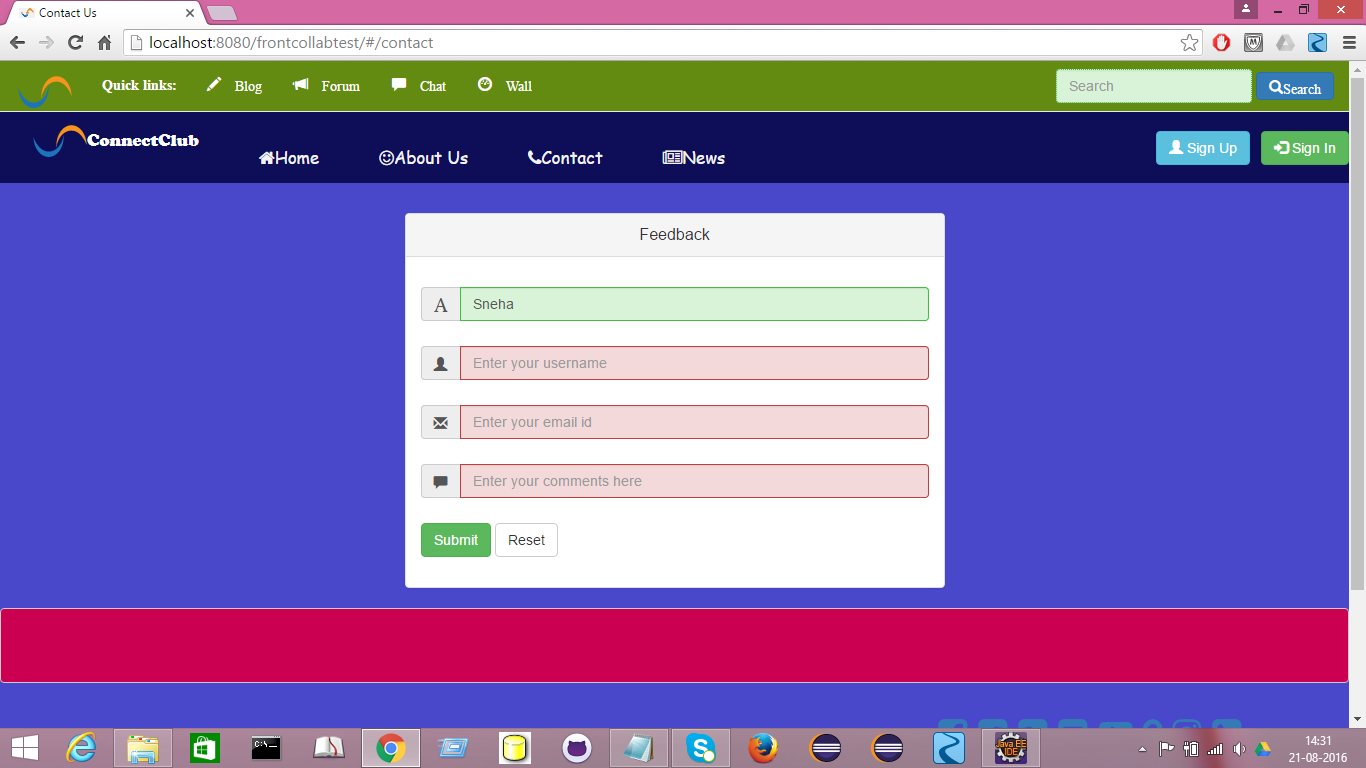 Contact Us
localhost:8080/frontcollabtest/#/contact
Quick links: Blog Forum Chat Wall Search Search
ConnectClub Home About Us Contact News Sign Up Sign In
Feedback
A Sneha
Enter your username
Enter your email id
Enter your comments here
Submit Reset
C:\
Java EE
IDE
14:31
21-08-2016